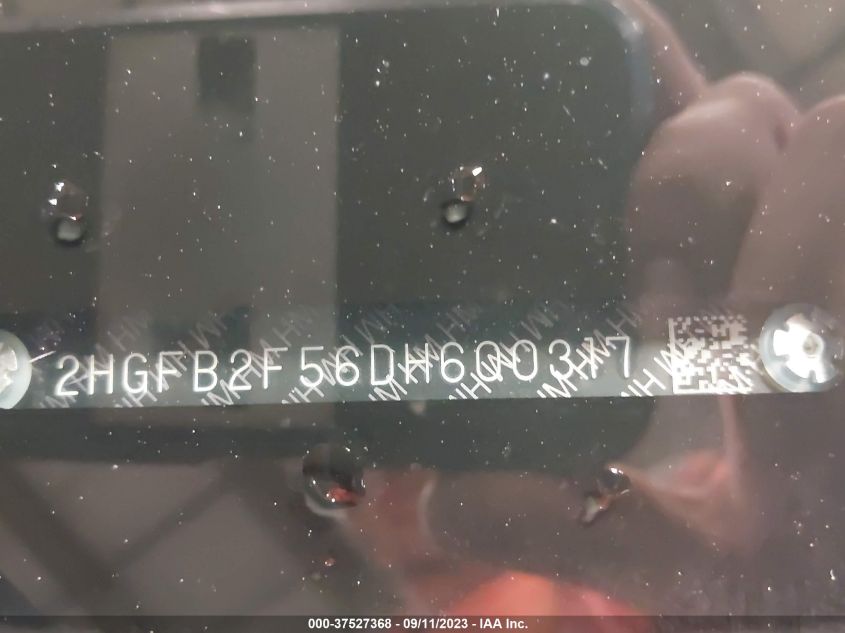 2HGFB2F56DH600317
000-37527368 - 09/11/2023 - IAA Inc.